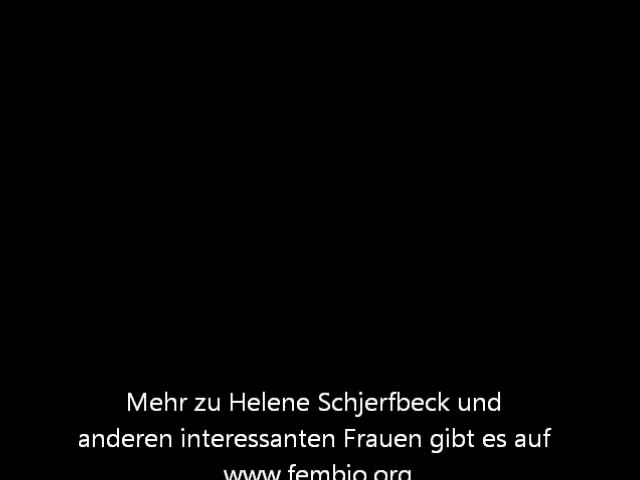 Mehr zu Helene Schjerfbeck und
anderen interessanten Frauen gibt es auf
www.fembio.org